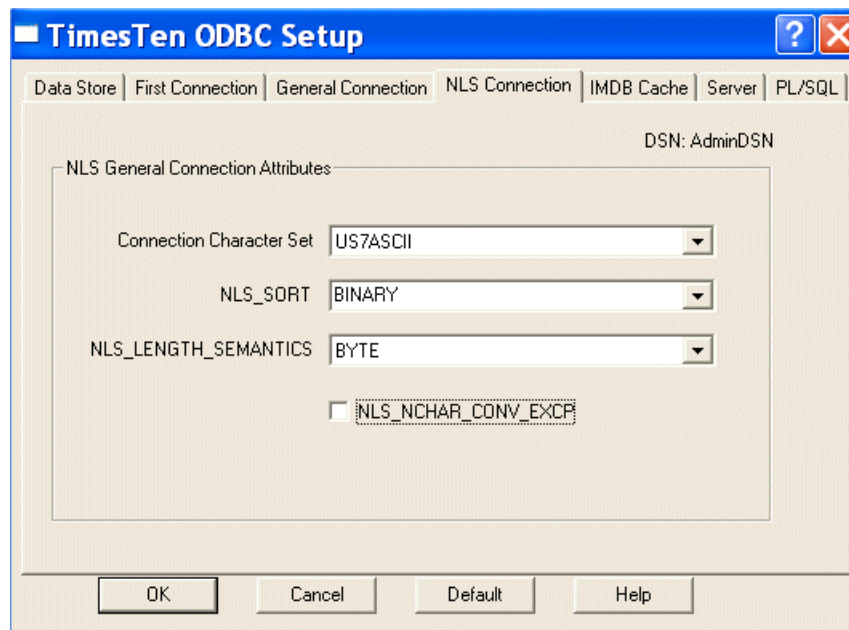 TimesTen ODBC Setup
Data Store First Connection General Connection NLS Connection IMDB Cache Server PL/SQL
DSN: AdminDSN
NLS General Connection Attributes
Connection Character Set US7ASCII
NLS_SORT BINARY
NLS_LENGTH_SEMANTICS BYTE
NLS_NCHAR_CONV_EXCP
OK Cancel Default Help